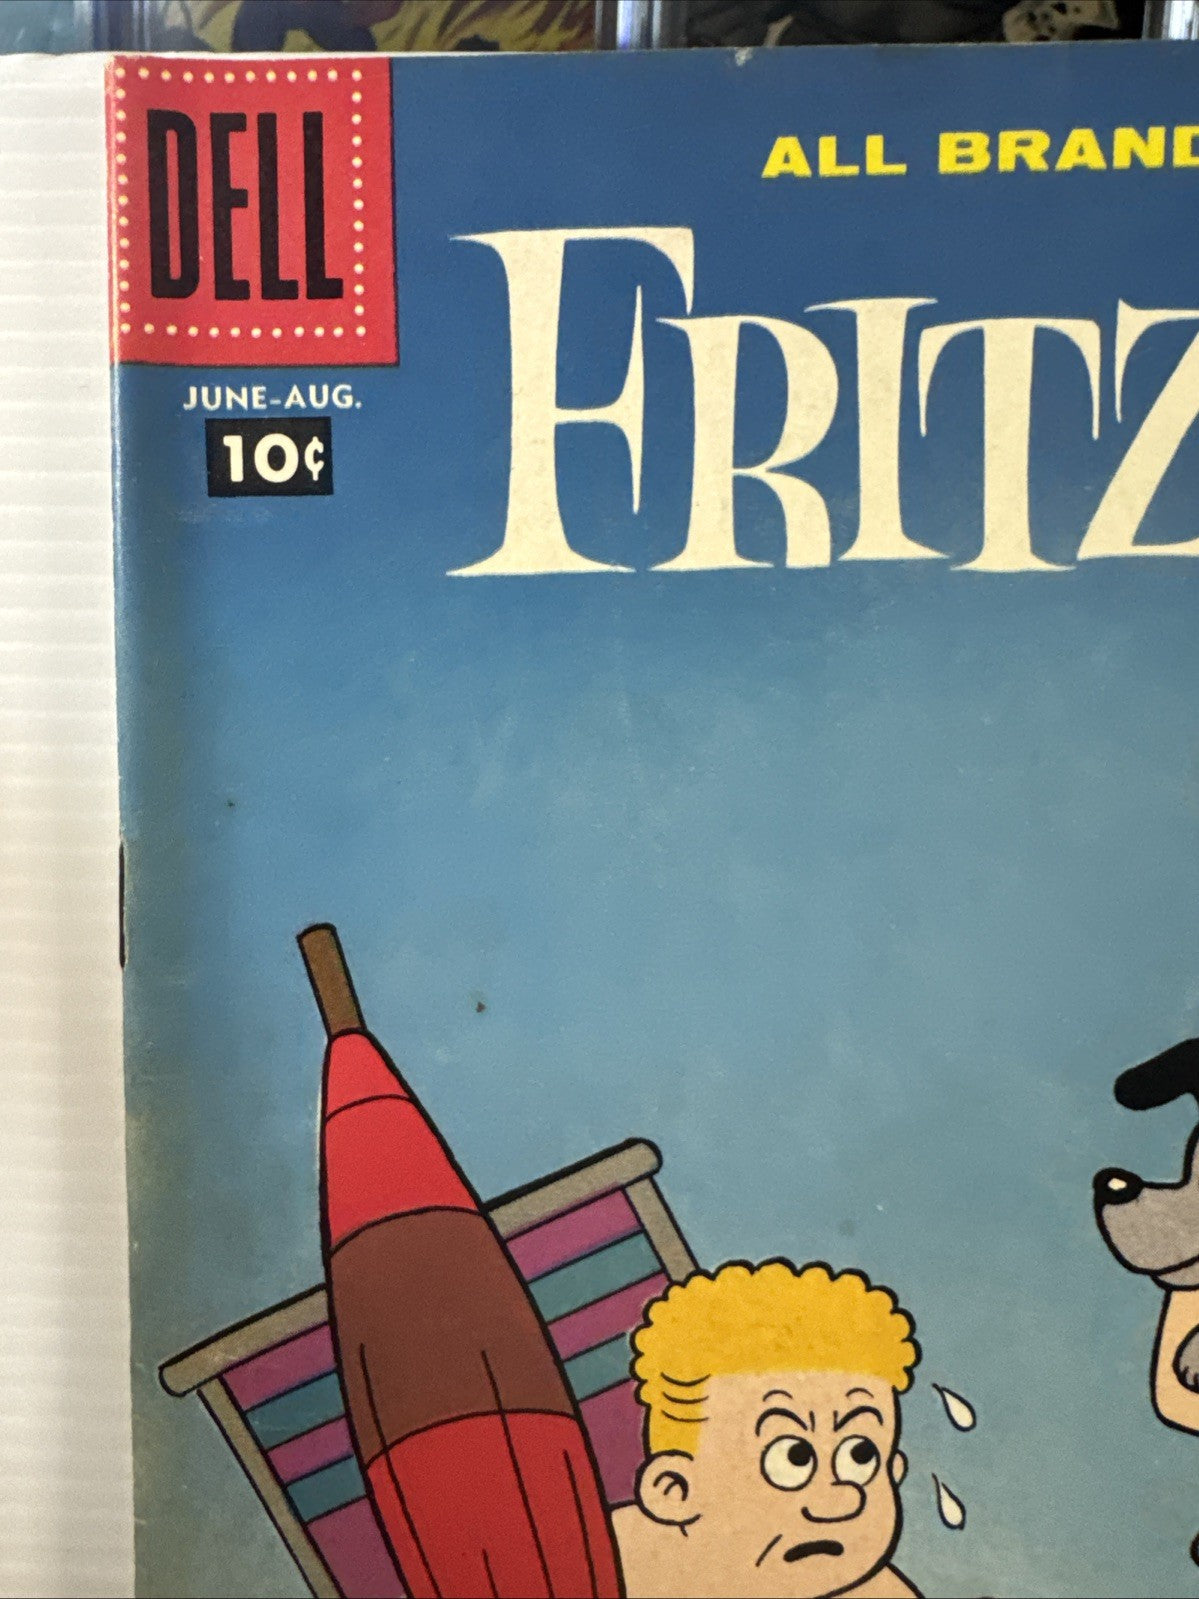 DELL
JUNE-AUG.
10¢
ALL BRAND
FRITZ